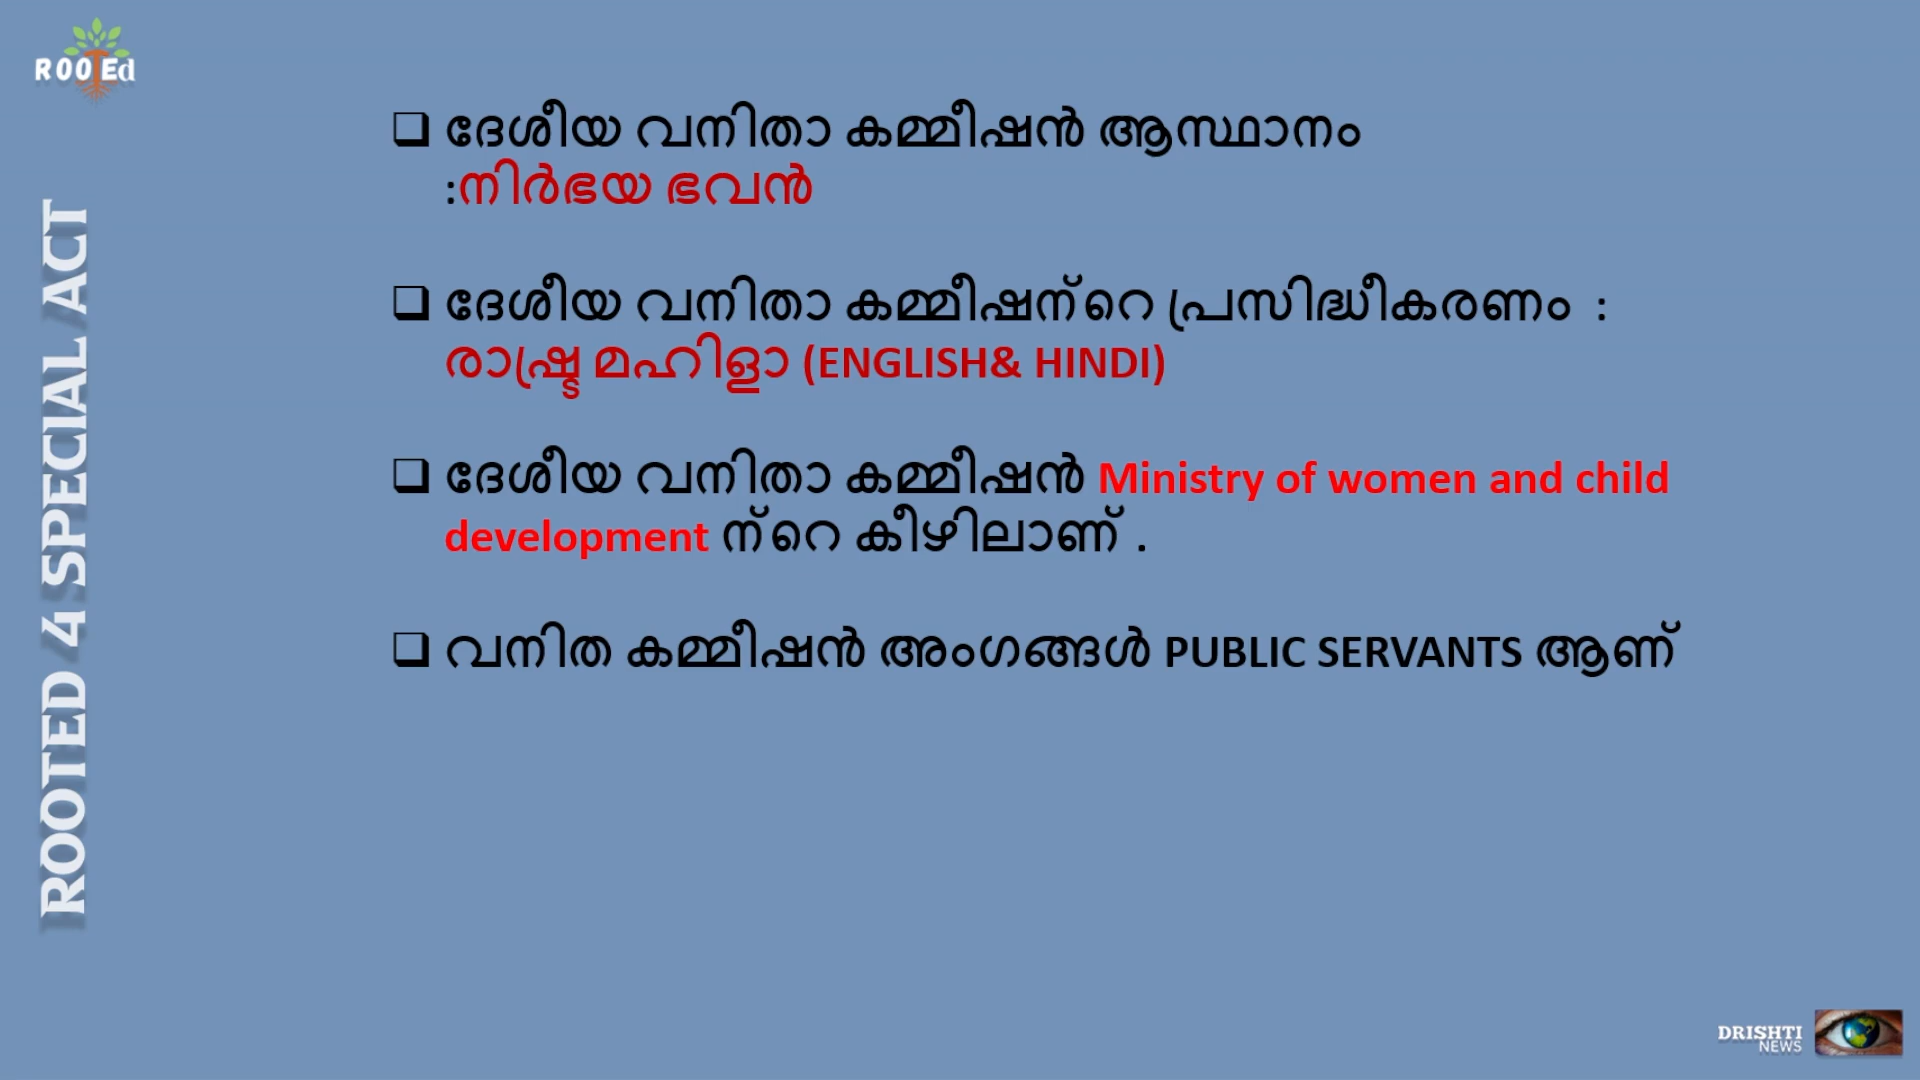 ROOTEd
ROOTED 4 SPECIAL ACT
❑ ദേശീയ വനിതാ കമ്മീഷൻ ആസ്ഥാനം
:നിർഭയ ഭവൻ
❑ ദേശീയ വനിതാ കമ്മീഷന്റെ പ്രസിദ്ധീകരണം :
രാഷ്ട്ര മഹിളാ (ENGLISH& HINDI)
❑ ദേശീയ വനിതാ കമ്മീഷൻ Ministry of women and child
development ന്റെ കീഴിലാണ് .
❑ വനിത കമ്മീഷൻ അംഗങ്ങൾ PUBLIC SERVANTS ആണ്
DRISHTI
NEWS